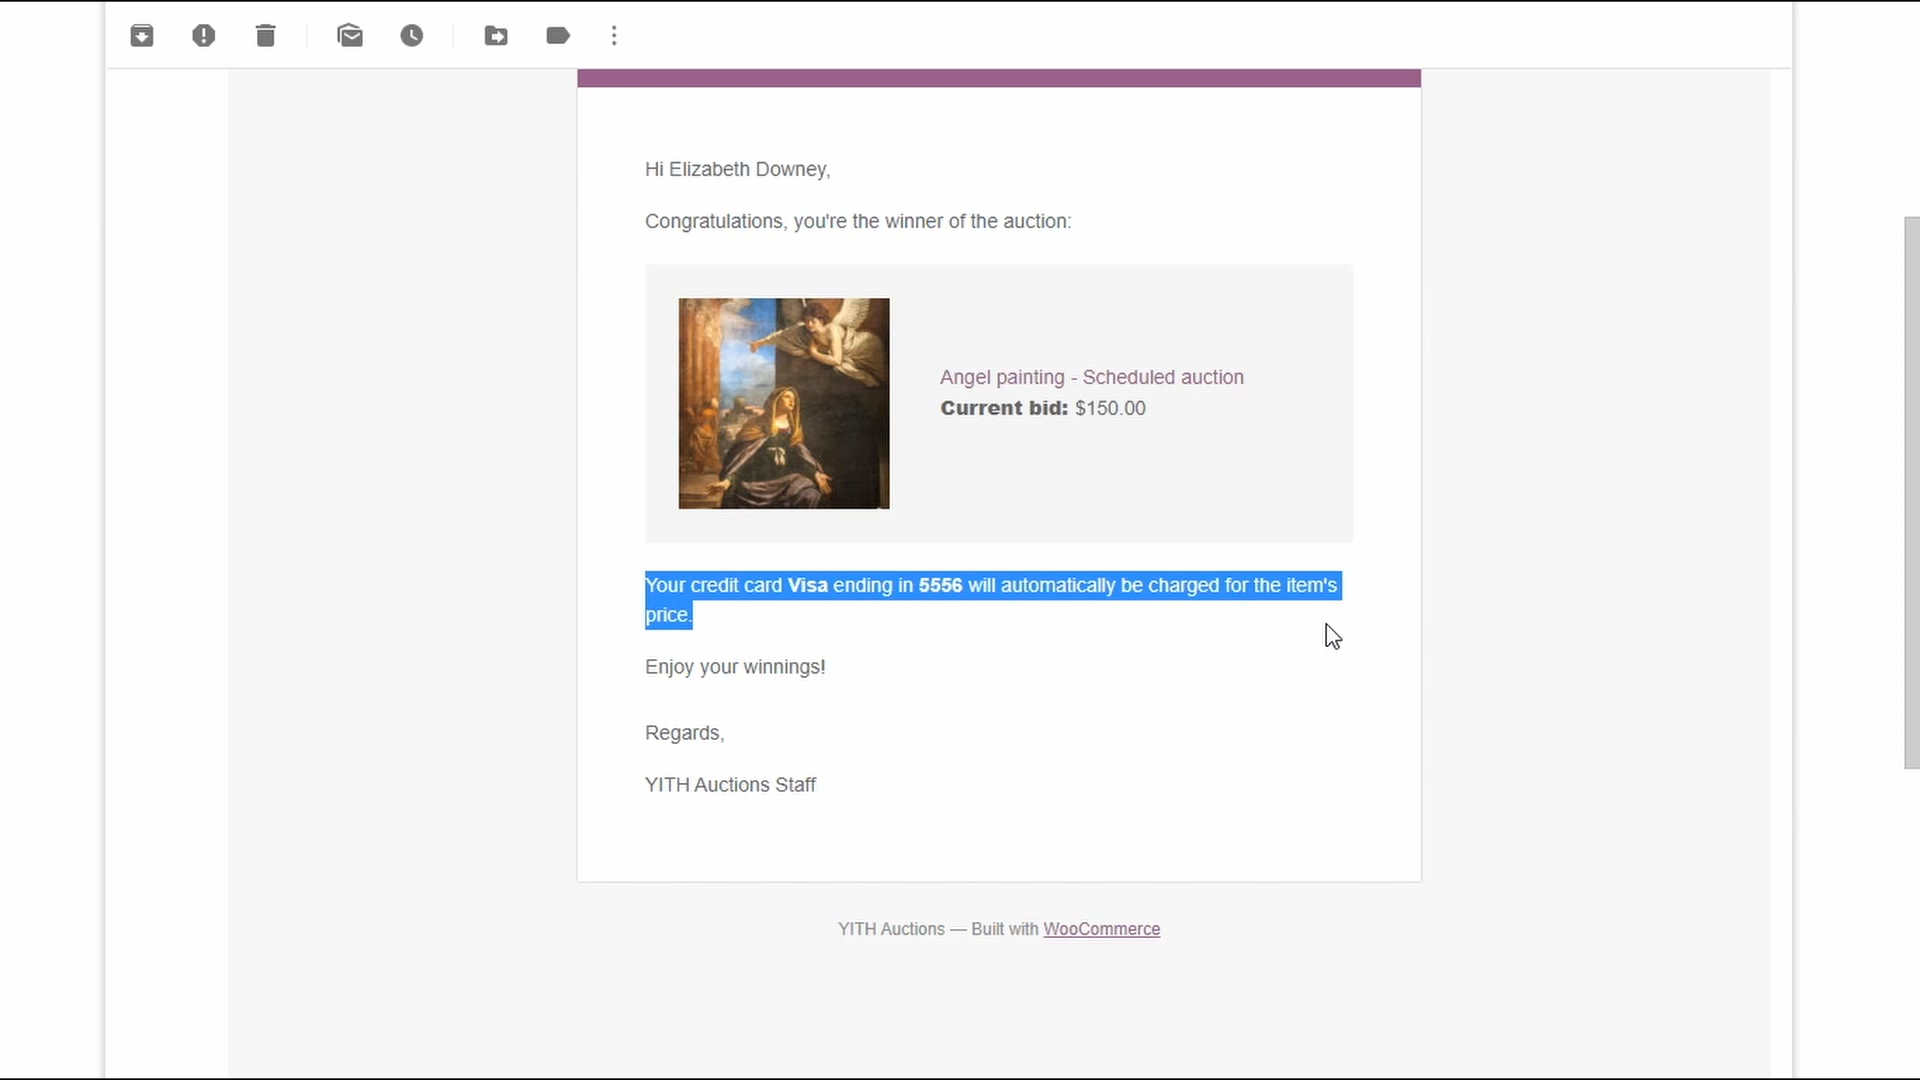 Hi Elizabeth Downey,
Congratulations, you're the winner of the auction:
Angel painting - Scheduled auction
Current bid: $150.00
Your credit card Visa ending in 5556 will automatically be charged for the item's
price.
Enjoy your winnings!
Regards,
YITH Auctions Staff
YITH Auctions — Built with WooCommerce